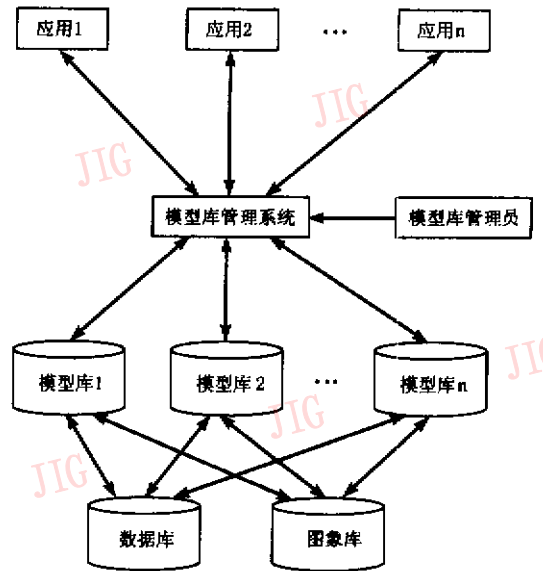 应用1
应用2
…
应用n
JIG
JIG
模型库管理系统
模型库管理员
模型库1
模型库2
…
模型库n
JIG
JIG
JIG
数据库
图象库